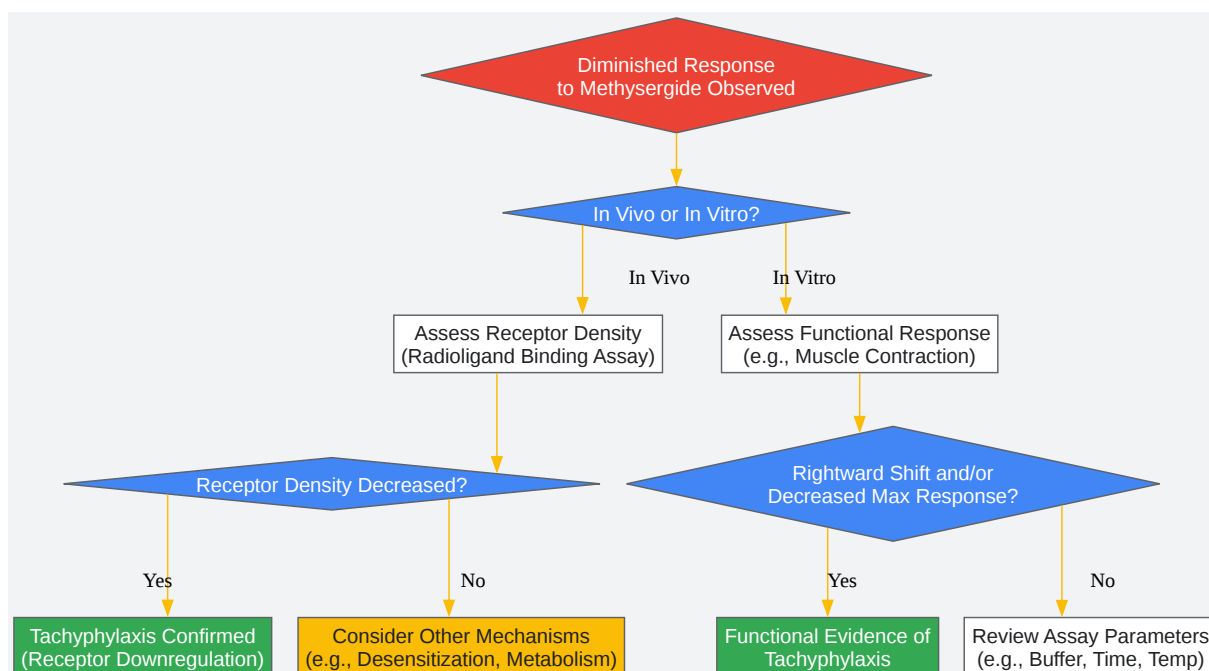 Diminished Response
to Methysergide Observed
In Vivo or In Vitro?
In Vivo
In Vitro
Assess Receptor Density
(Radioligand Binding Assay)
Assess Functional Response
(e.g., Muscle Contraction)
Receptor Density Decreased?
Rightward Shift and/or
Decreased Max Response?
Yes
No
Yes
No
Tachyphylaxis Confirmed
(Receptor Downregulation)
Consider Other Mechanisms
(e.g., Desensitization, Metabolism)
Functional Evidence of
Tachyphylaxis
Review Assay Parameters
(e.g., Buffer, Time, Temp)